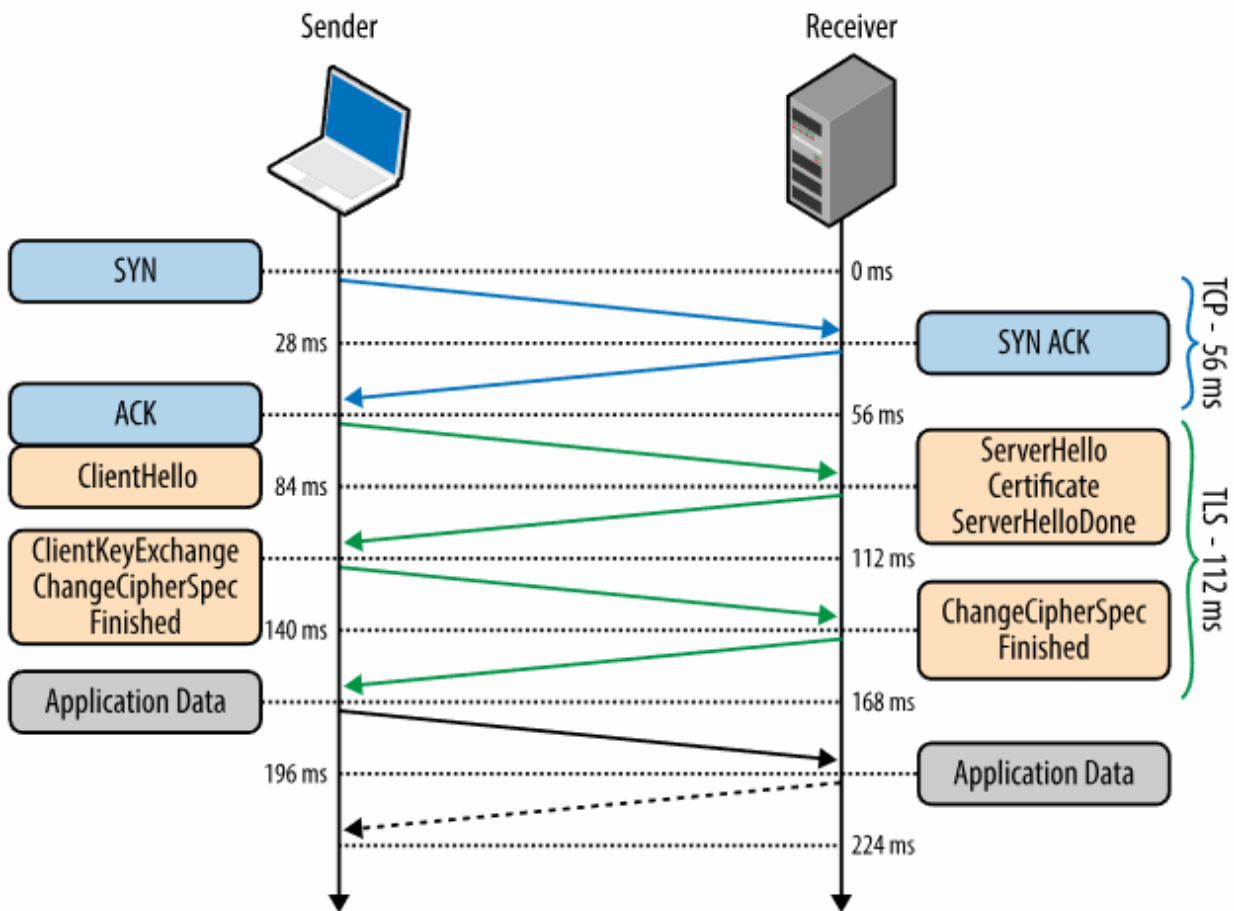 Sender
Receiver
SYN
0 ms
28 ms
SYN ACK
TCP - 56 ms
ACK
56 ms
ClientHello
84 ms
ServerHello
Certificate
ServerHelloDone
TLS - 112 ms
ClientKeyExchange
ChangeCipherSpec
Finished
112 ms
140 ms
ChangeCipherSpec
Finished
Application Data
168 ms
196 ms
Application Data
224 ms